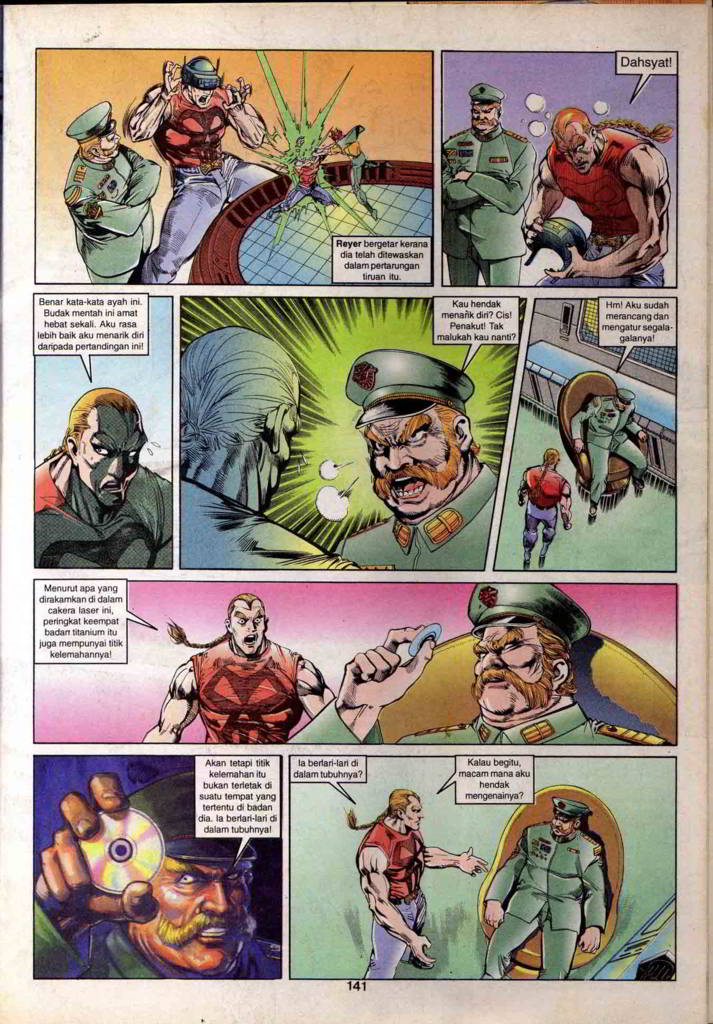 Reyer bergetar kerana
dia telah ditewaskan
dalam pertarungan
tiruan itu.
Dahsyat!
Benar kata-kata ayah ini.
Budak mentah ini amat
hebat sekali. Aku rasa
lebih baik aku menarik diri
daripada pertandingan ini!
Kau hendak
menarik diri? Cis!
Penakut! Tak
malukah kau nanti?
Hm! Aku sudah
merancang dan
mengatur segala-
galanya!
Menurut apa yang
dirakamkan di dalam
cakera laser ini,
peringkat keempat
badan titanium itu
juga mempunyai titik
kelemahannya!
Akan tetapi titik
kelemahan itu
bukan terletak di
suatu tempat yang
tertentu di badan
dia. Ia berlari-lari di
dalam tubuhnya!
Ia berlari-lari di
dalam tubuhnya?
Kalau begitu,
macam mana aku
hendak
mengenainya?
141